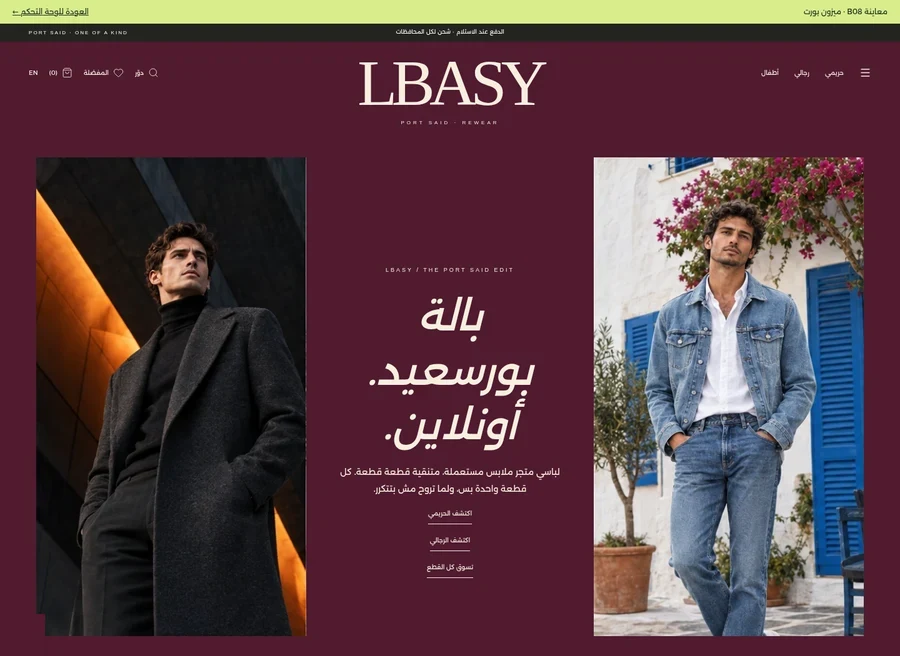 معاينة B08 · ميزون بورت
العودة للوحة التحكم ←
الدفع عند الاستلام · شحن لكل المحافظات
PORT SAID · ONE OF A KIND
حريمي
رجالي
أطفال
LBASY
PORT SAID · REWEAR
دوّر
المفضلة
(0)
EN
LBASY / THE PORT SAID EDIT
بالة
بورسعيد.
أونلاين.
لباسي متجر ملابس مستعملة، متنقية قطعة قطعة. كل
قطعة واحدة بس، ولما تروح مش بتتكرر.
اكتشف الحريمي
اكتشف الرجالي
تسوق كل القطع